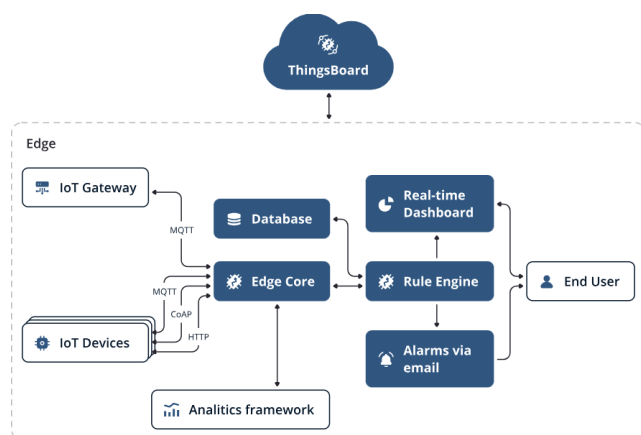 ThingsBoard
Edge
IoT Gateway
MQTT
Database
Real-time
Dashboard
Edge Core
Rule Engine
End User
MQTT
CoAP
HTTP
IoT Devices
Alarms via
email
Analitics framework